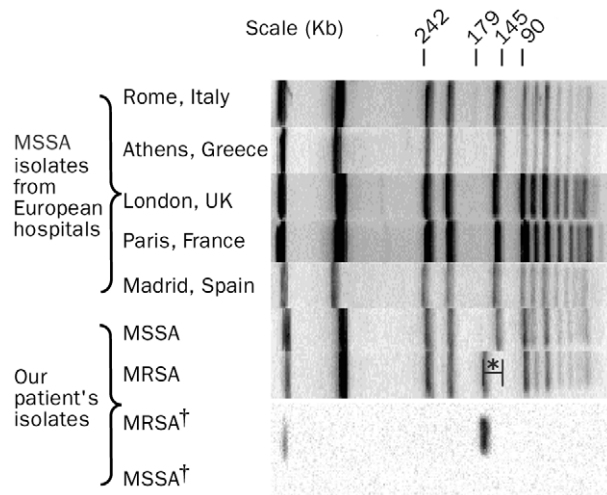 Scale (Kb)
242
179
145
90
Rome, Italy
Athens, Greece
London, UK
Paris, France
Madrid, Spain
MSSA
isolates
from
European
hospitals
MSSA
MRSA
*
MRSA†
MSSA†
Our
patient's
isolates